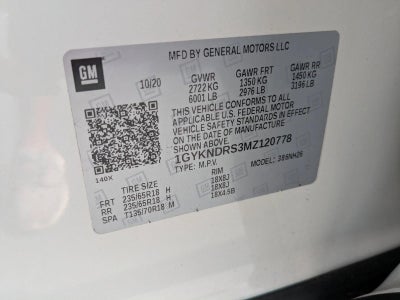 MFD BY GENERAL MOTORS LLC
GM
10/20 GVWR GAWR FRT GAWR RR
2722 KG 1350 KG 1450 KG
6001 LB 2976 LB 3196 LB
THIS VEHICLE CONFORMS TO ALL
APPLICABLE U.S. FEDERAL MOTOR
VEHICLE SAFETY STANDARDS IN EFFECT
ON THE DATE OF MANUFACTURE
SHOWN ABOVE.
1GYKNDRS3MZ120778
TYPE: M.P.V. MODEL:
140X
TIRE SIZE RIM
FRT 235/65R18 H 18X8J
RR 235/65R18 H 18X8J
SPA T135/70R18 M 18X4.5B